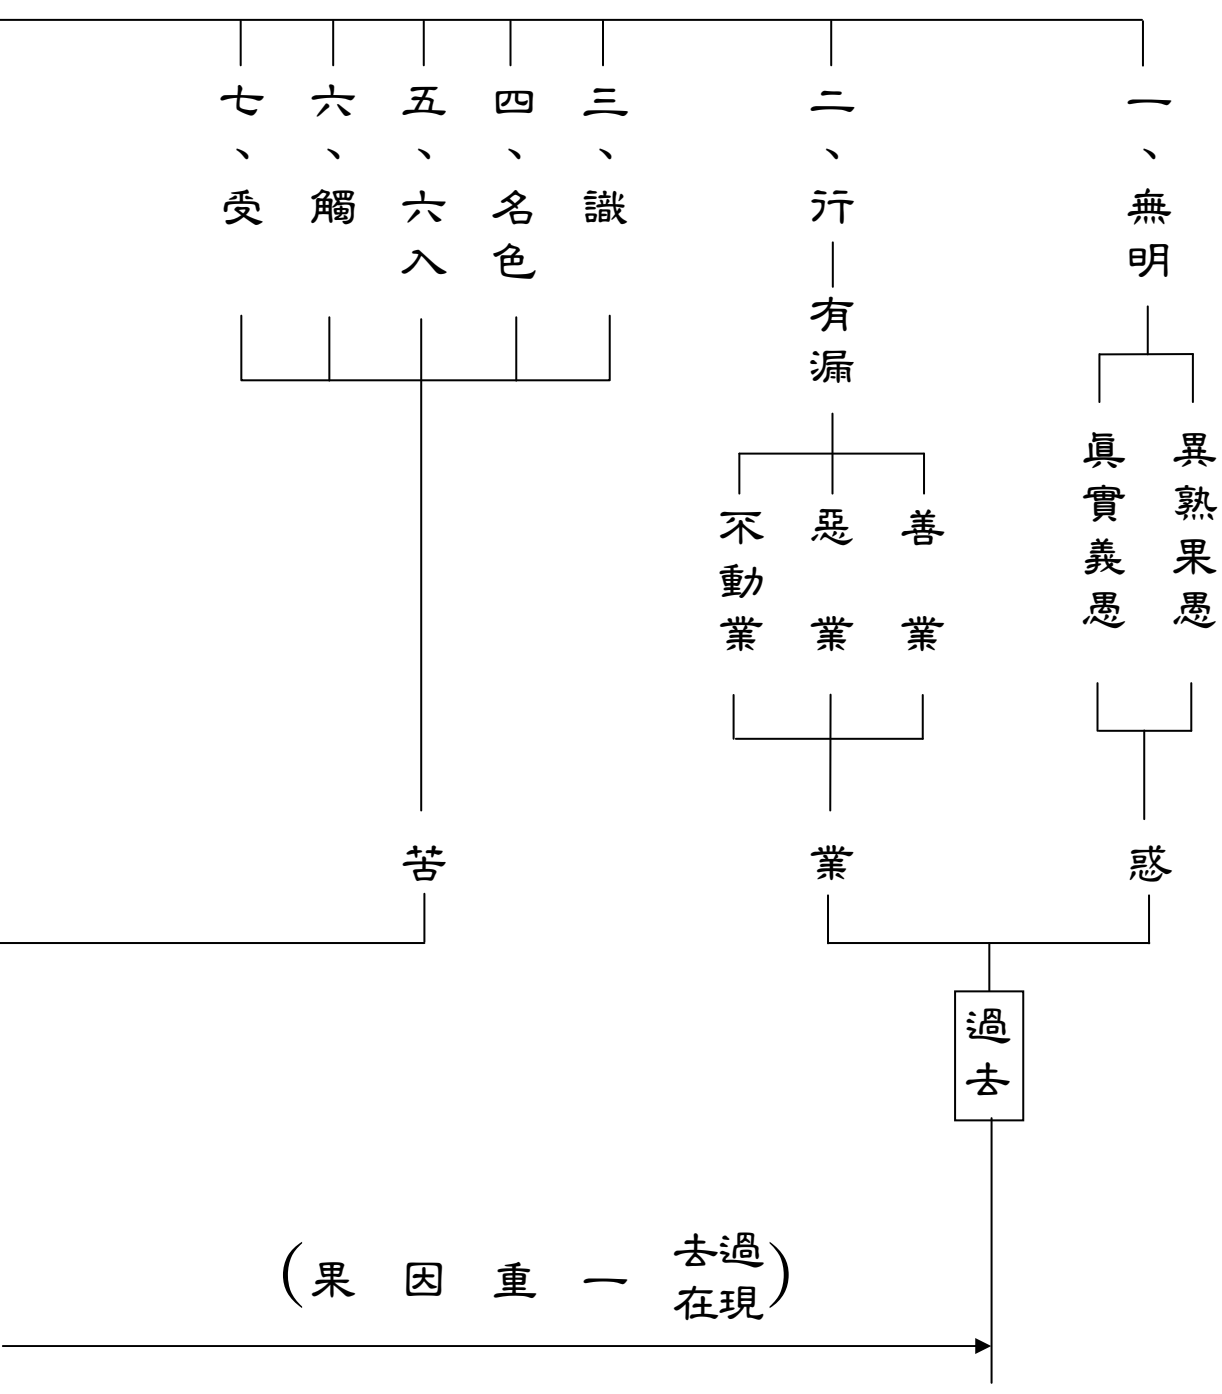 一、無明
異熟果愚
眞實義愚
惑
二、行
有漏
善業
惡業
不動業
業
過去
三、識
四、名色
五、六入
六、觸
七、受
苦
(過去現在一重因果)